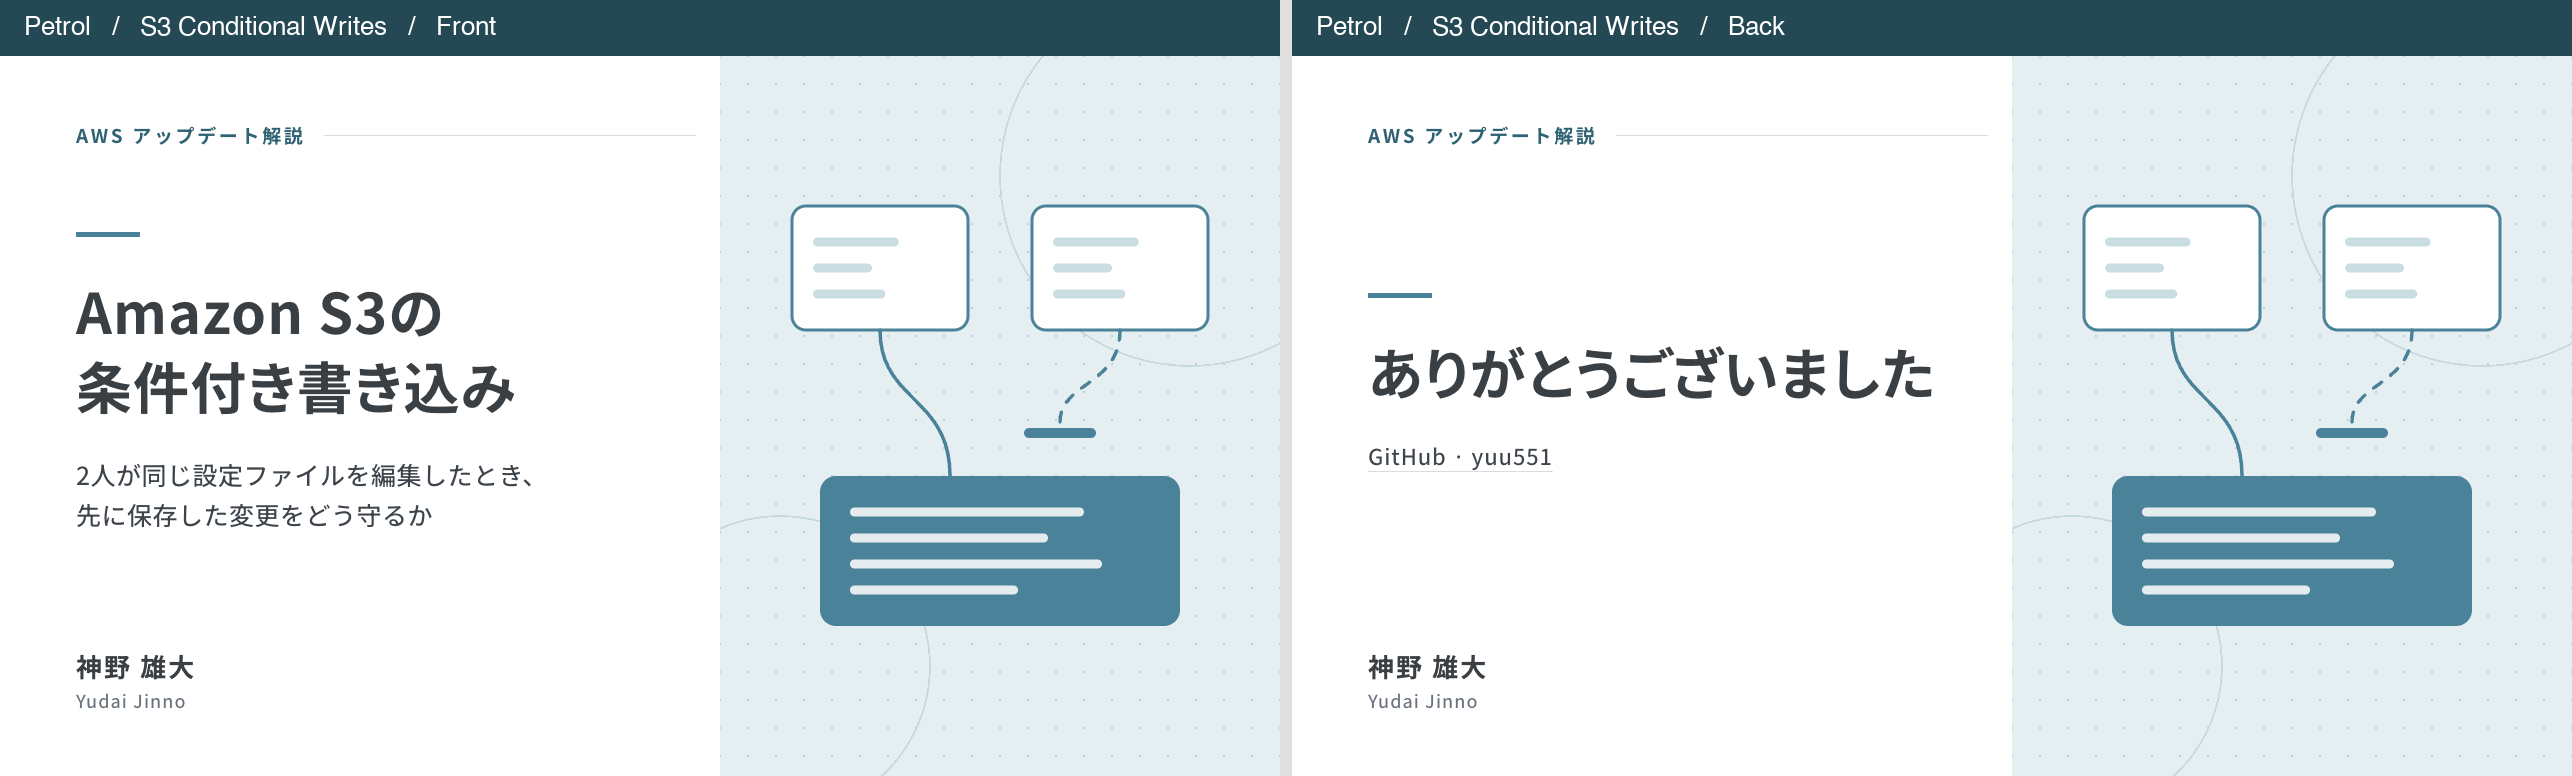 Petrol / S3 Conditional Writes / Front
AWS アップデート解説
Amazon S3の
条件付き書き込み
2人が同じ設定ファイルを編集したとき、
先に保存した変更をどう守るか
神野 雄大
Yudai Jinno
Petrol / S3 Conditional Writes / Back
AWS アップデート解説
ありがとうございました
GitHub · yuu551
神野 雄大
Yudai Jinno